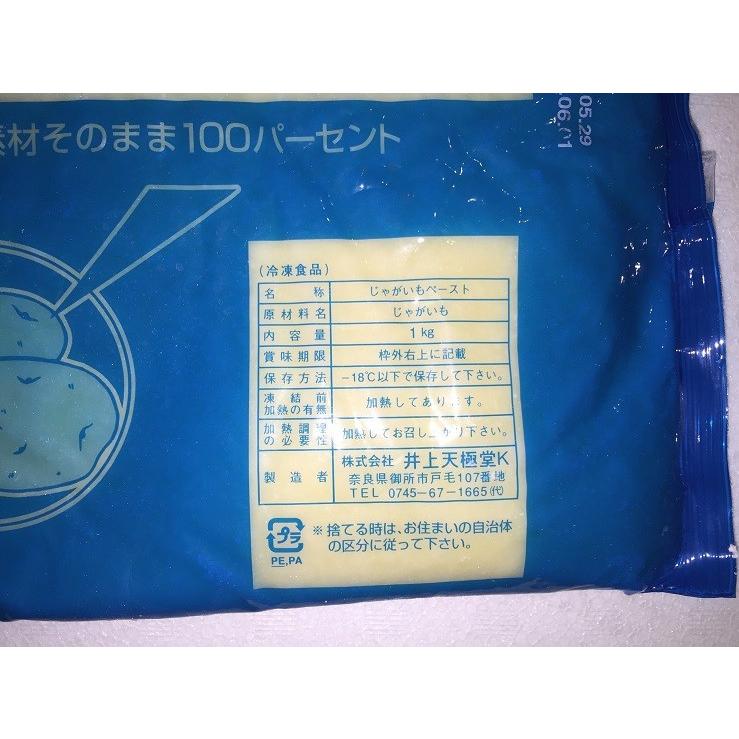 05.29
素材そのまま100パーセント
(冷凍食品)
名称 じゃがいもペースト
原材料名 じゃがいも
内容量 1kg
賞味期限 枠外右上に記載
保存方法 -18℃以下で保存して下さい。
凍結前加熱の有無 加熱してあります。
加熱調理の必要性 加熱してお召し上がり下さい。
製造者 株式会社 井上天極堂K
奈良県御所市戸毛107番地
TEL 0745-67-1665(代)
プラ
PE,PA
※捨てる時は、お住まいの自治体
の区分に従って下さい。